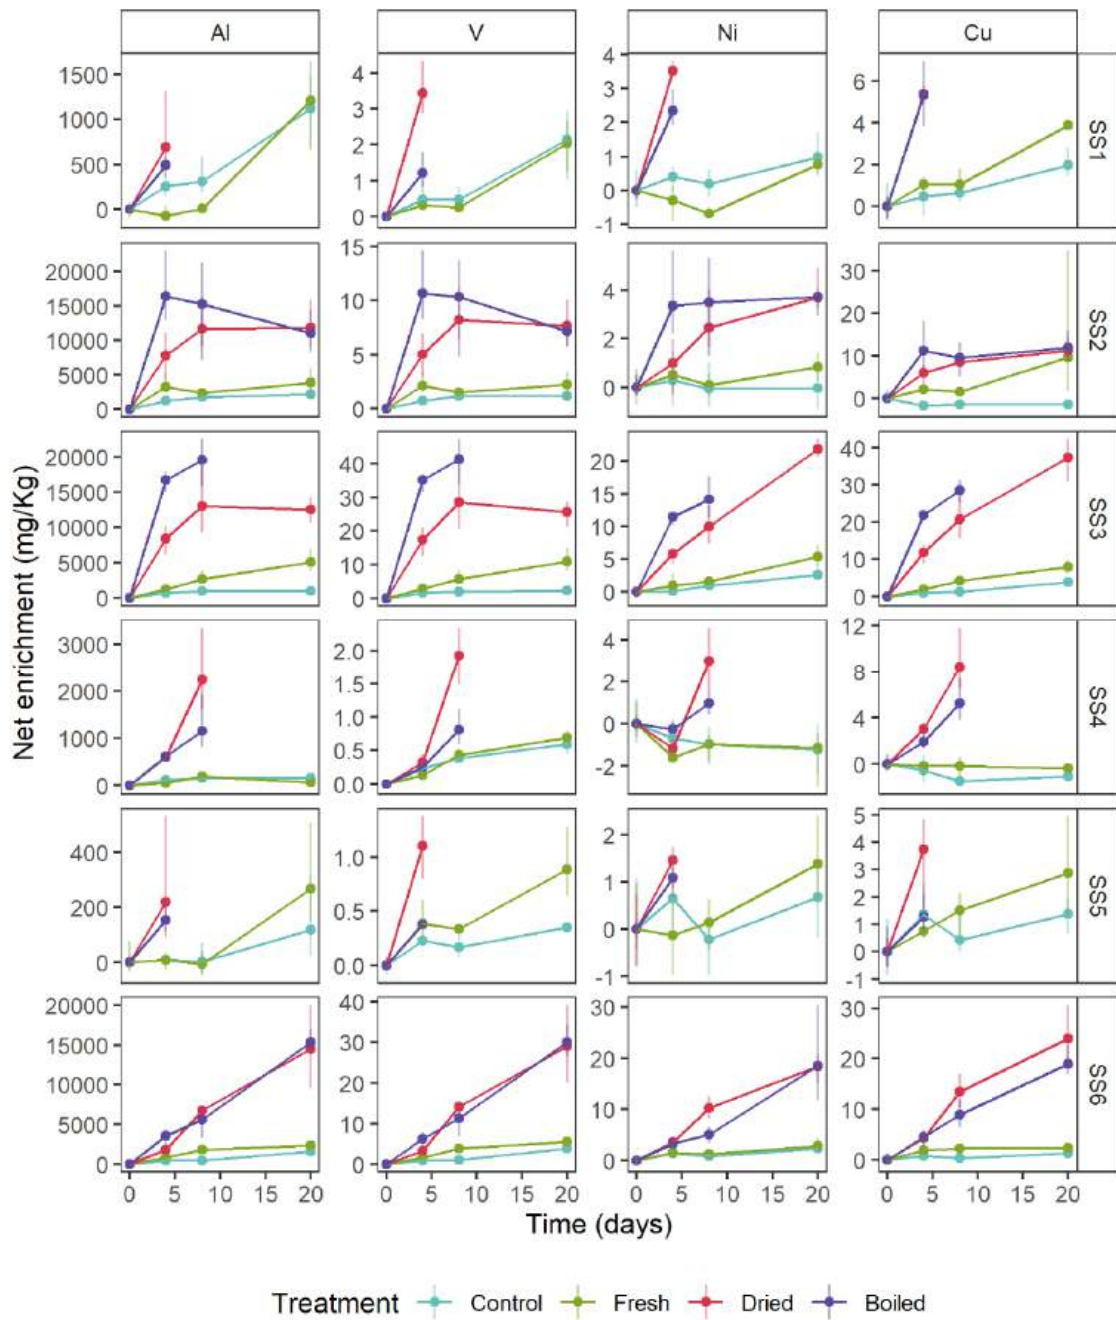 Al V Ni Cu
1500 1000 500 0
4 3 2 1 0
4 3 2 1 0 -1
6 4 2 0
SS1
20000 15000 10000 5000 0
15 10 5 0
4 2 0
30 20 10 0
SS2
20000 15000 10000 5000 0
40 30 20 10 0
20 15 10 5 0
40 30 20 10 0
SS3
3000 2000 1000 0
2.0 1.5 1.0 0.5 0.0
4 2 0 -2
12 8 4 0
SS4
400 200 0
1.0 0.5 0.0
2 1 0 -1
5 4 3 2 1 0 -1
SS5
20000 15000 10000 5000 0
40 30 20 10 0
30 20 10 0
30 20 10 0
SS6
Net enrichment (mg/Kg)
0 5 10 15 20 0 5 10 15 20 0 5 10 15 20 0 5 10 15 20
Time (days)
Treatment Control Fresh Dried Boiled